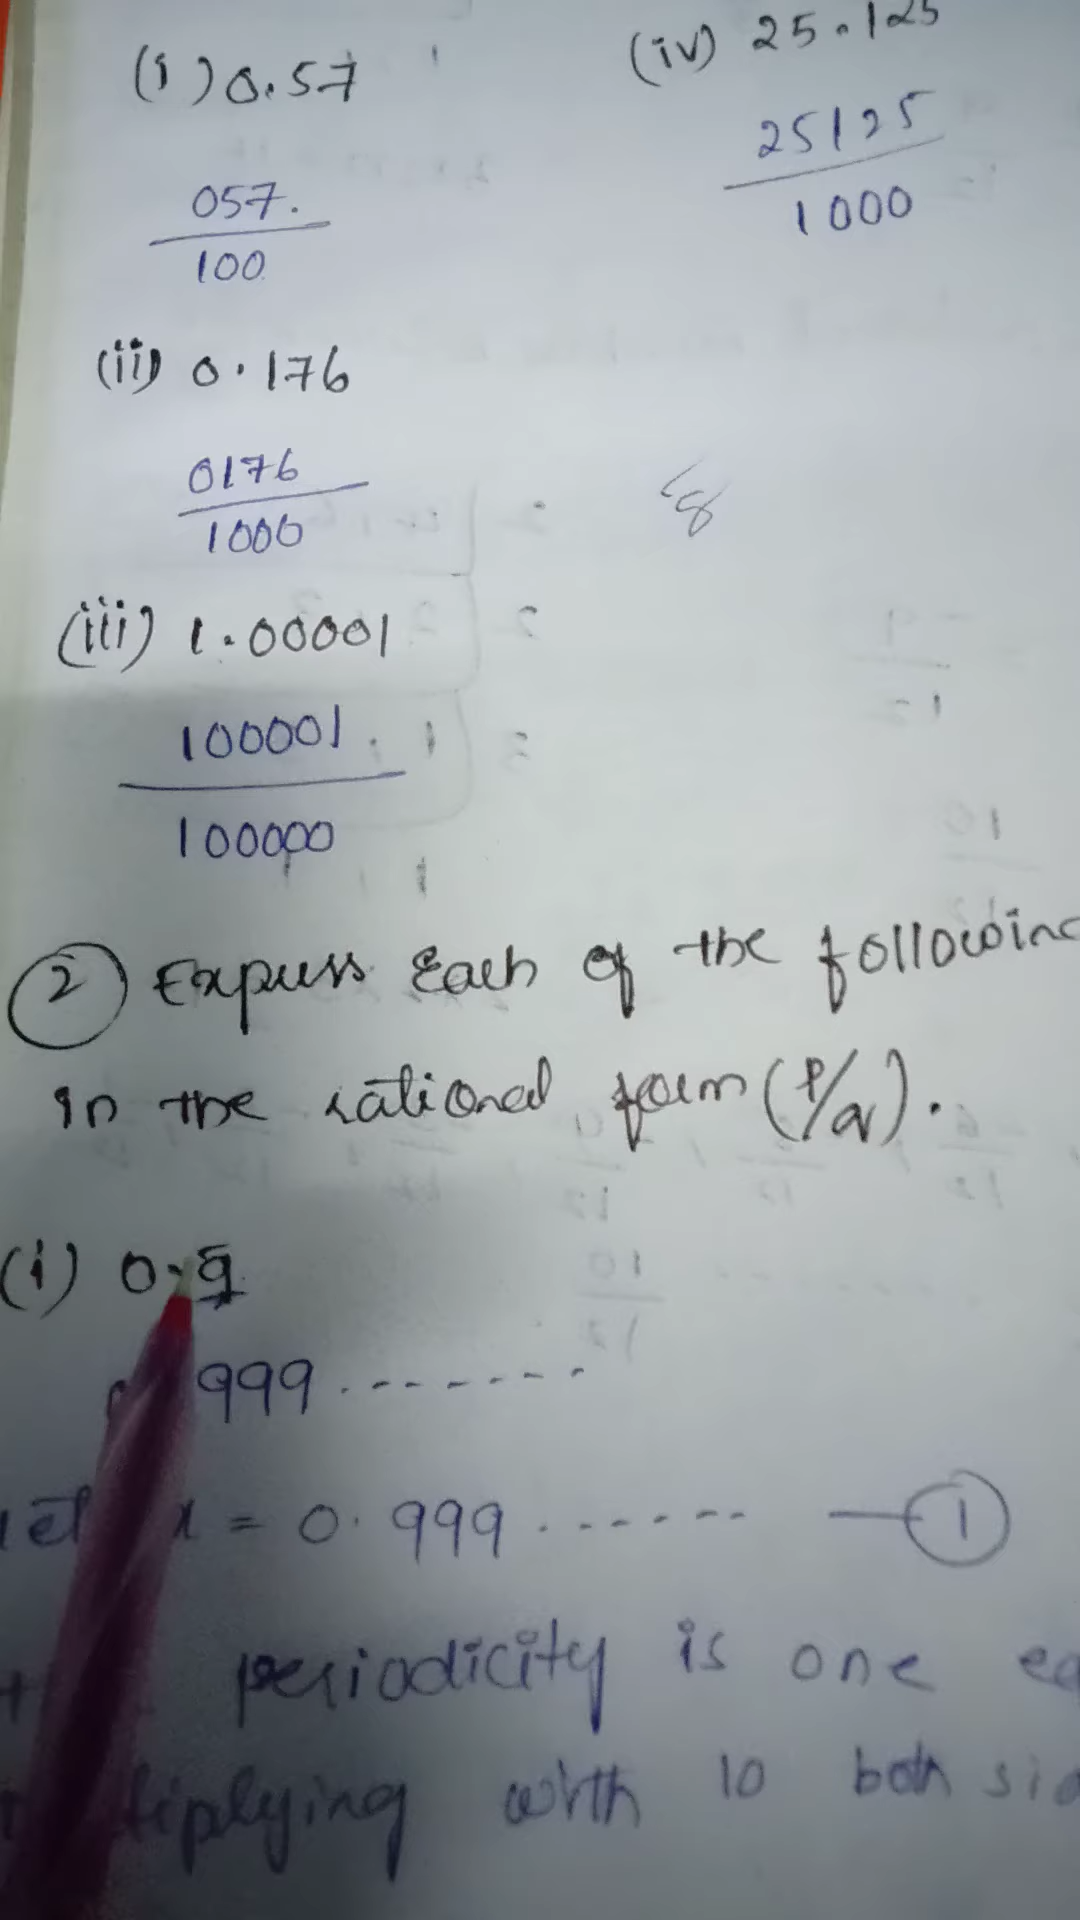 (i) 0.57
057.
100
(ii) 0.176
0176
1000
(iii) 1.00001
100001.
100000
(iv) 25.125
25125
1000
② Express Each of the following
in the rational form (P/q).
(i) 0.9̅
999.-------
x = 0.999.------ —①
periodicity is one
with 10 both